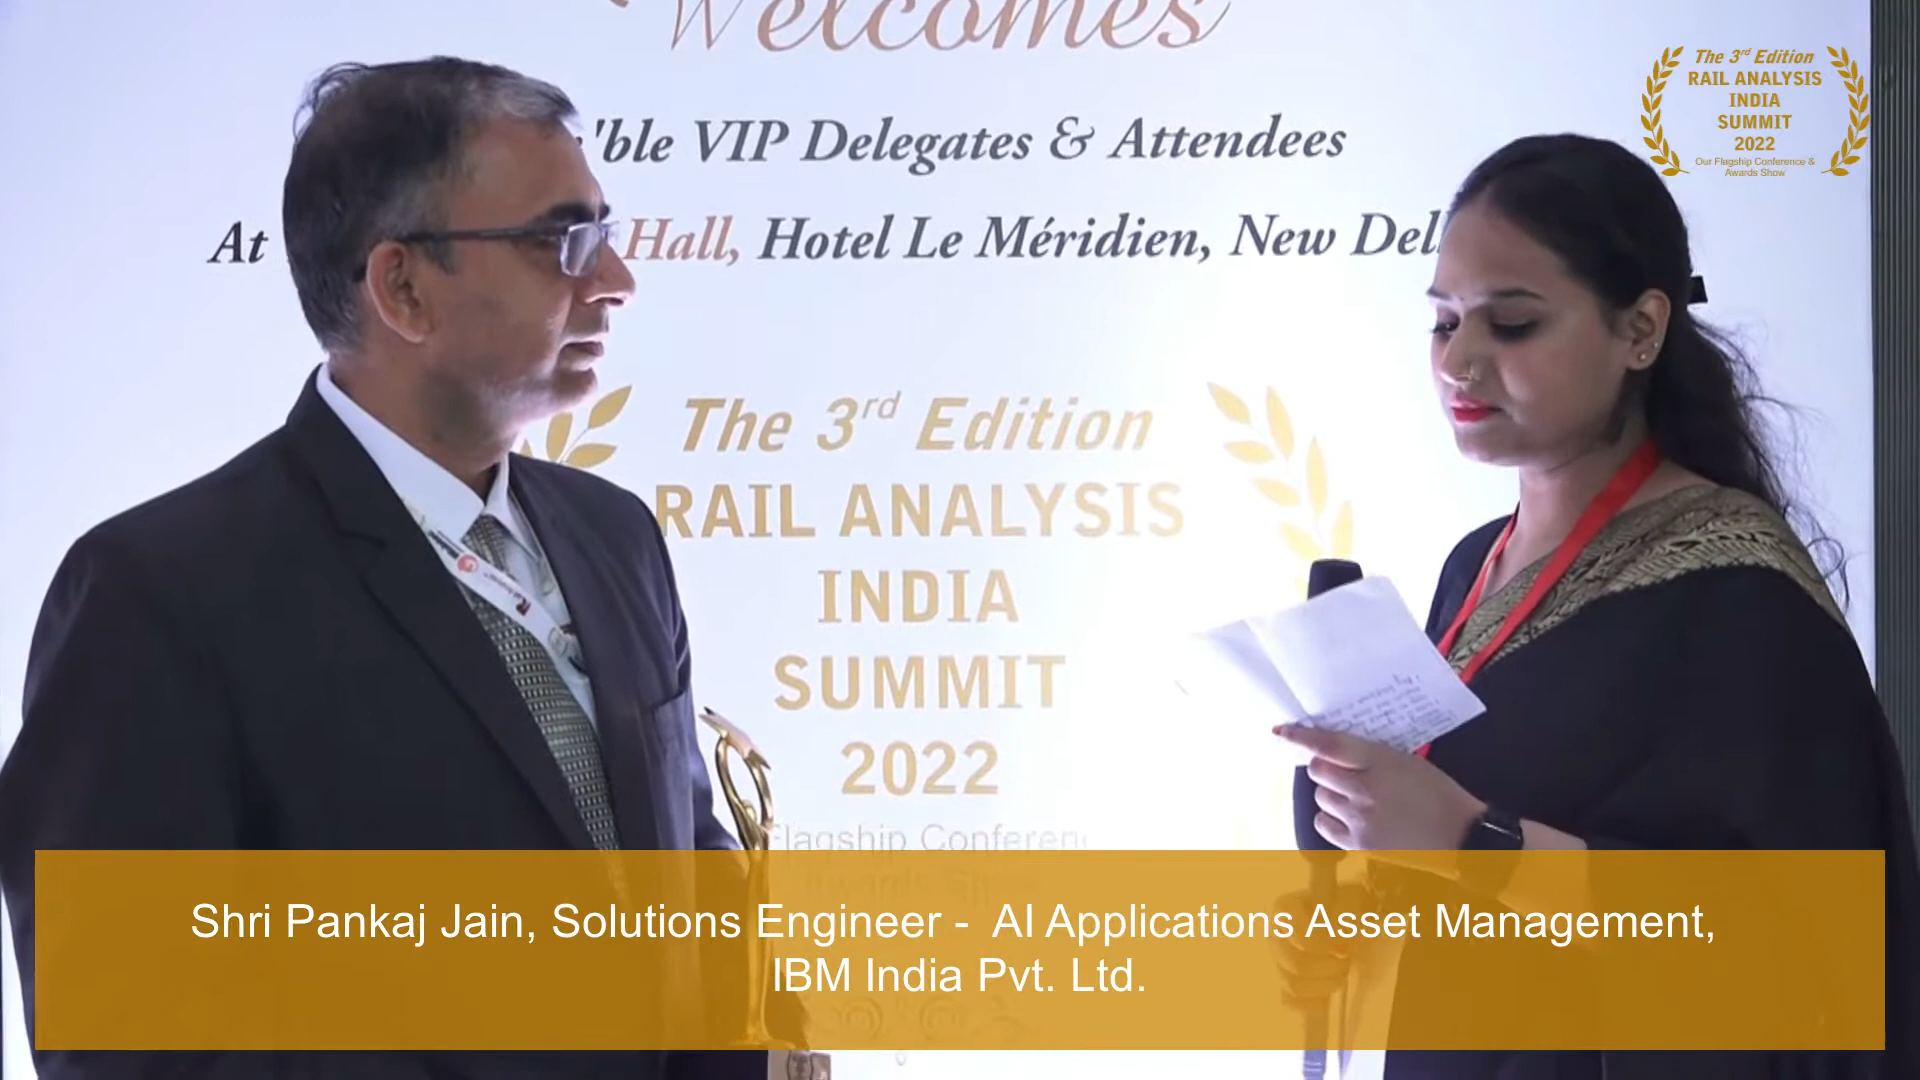 Welcomes
'ble VIP Delegates & Attendees
At Hall, Hotel Le Méridien, New Del
The 3rd Edition
RAIL ANALYSIS
INDIA
SUMMIT
2022
Flagship Conferen
The 3rd Edition
RAIL ANALYSIS
INDIA
SUMMIT
2022
Our Flagship Conference &
Awards Show
Shri Pankaj Jain, Solutions Engineer - AI Applications Asset Management,
IBM India Pvt. Ltd.